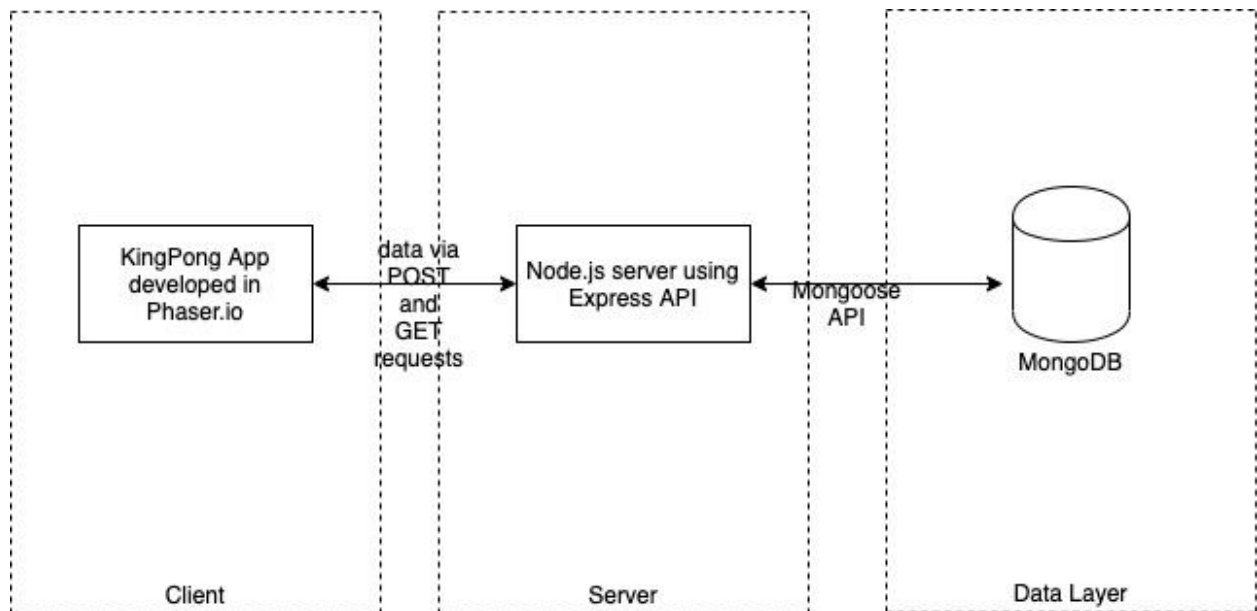 KingPong App
developed in
Phaser.io
data via
POST
and
GET
requests
Node.js server using
Express API
Mongoose
API
MongoDB
Client
Server
Data Layer